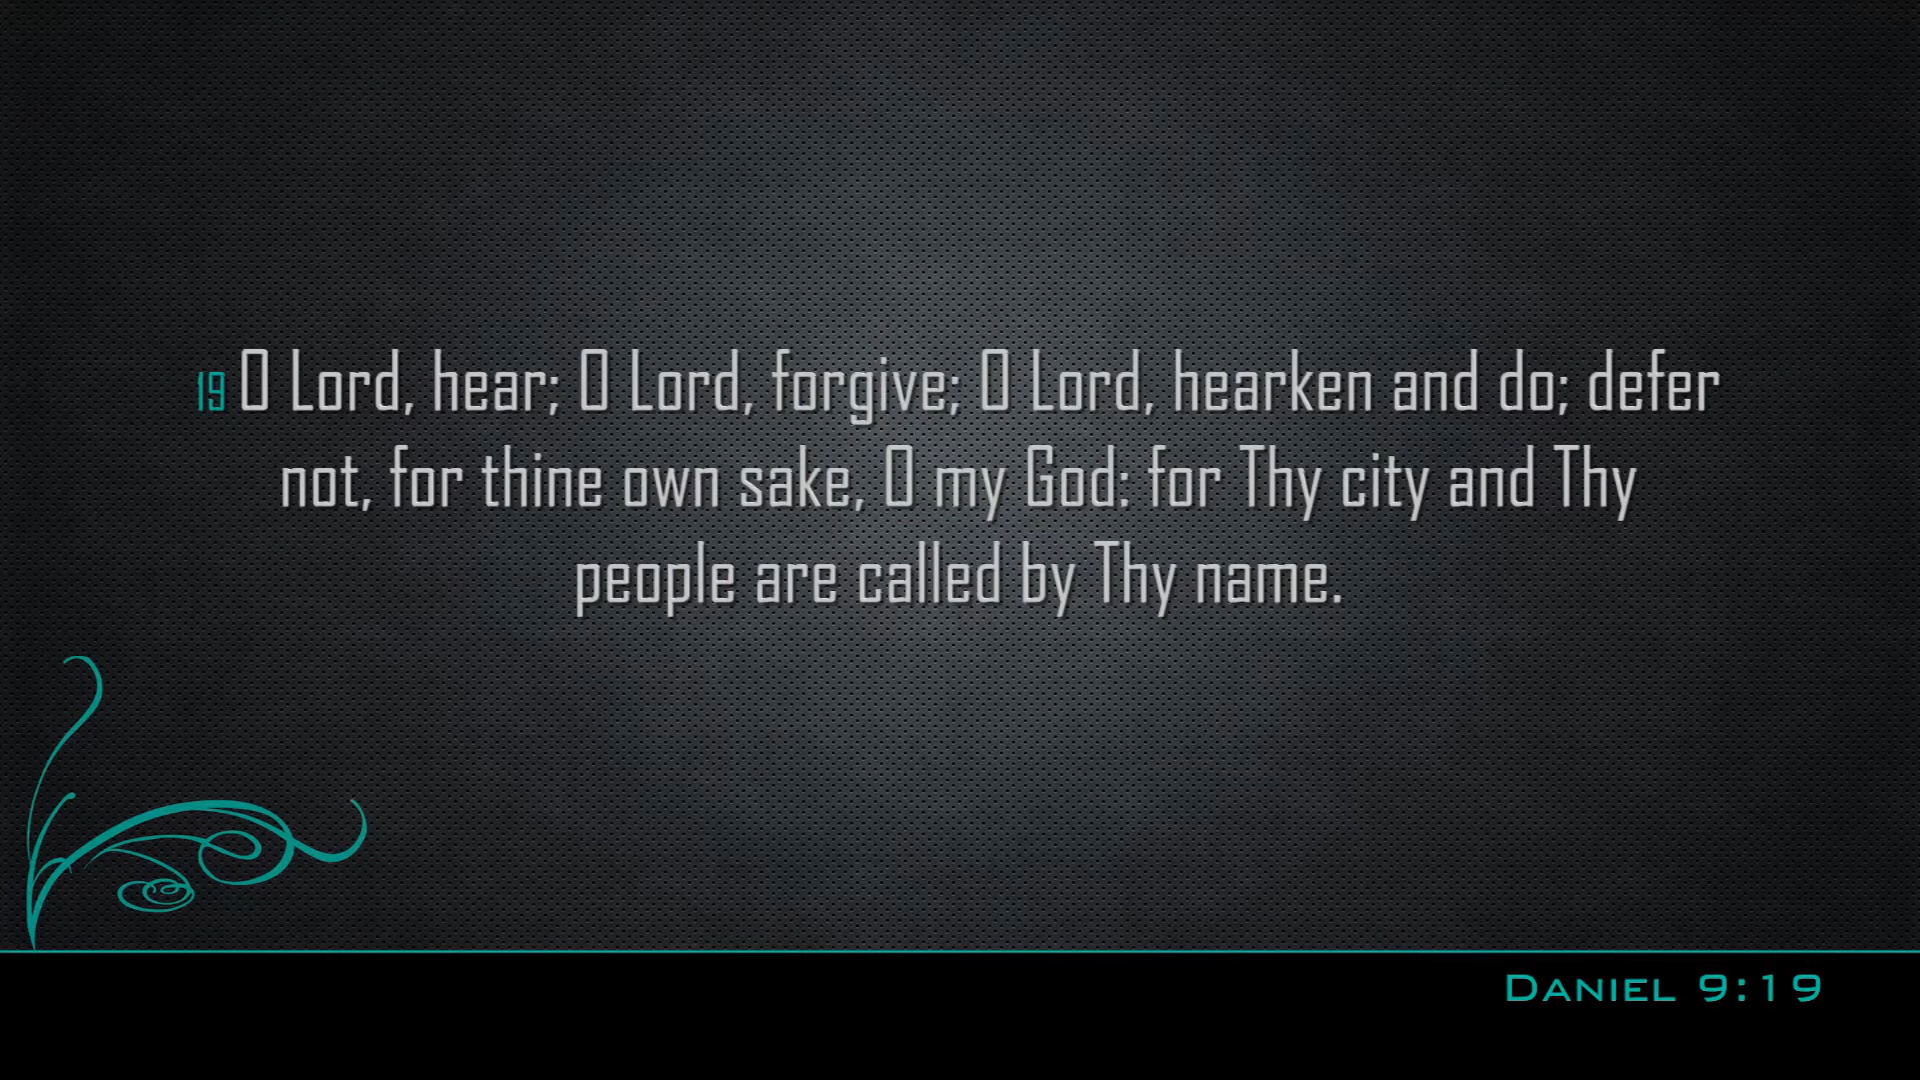 19 O Lord, hear; O Lord, forgive; O Lord, hearken and do; defer
not, for thine own sake, O my God: for Thy city and Thy
people are called by Thy name.
Daniel 9:19